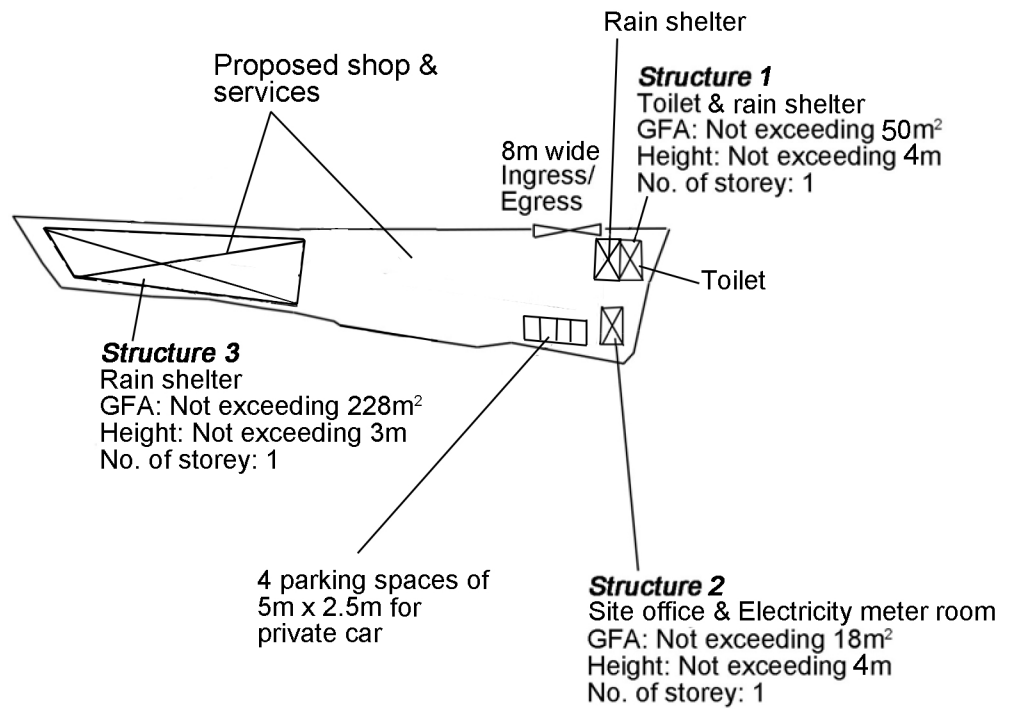 Rain shelter
Proposed shop &
services
Structure 1
Toilet & rain shelter
GFA: Not exceeding 50m²
Height: Not exceeding 4m
No. of storey: 1
8m wide
Ingress/
Egress
Toilet
Structure 3
Rain shelter
GFA: Not exceeding 228m²
Height: Not exceeding 3m
No. of storey: 1
4 parking spaces of
5m x 2.5m for
private car
Structure 2
Site office & Electricity meter room
GFA: Not exceeding 18m²
Height: Not exceeding 4m
No. of storey: 1